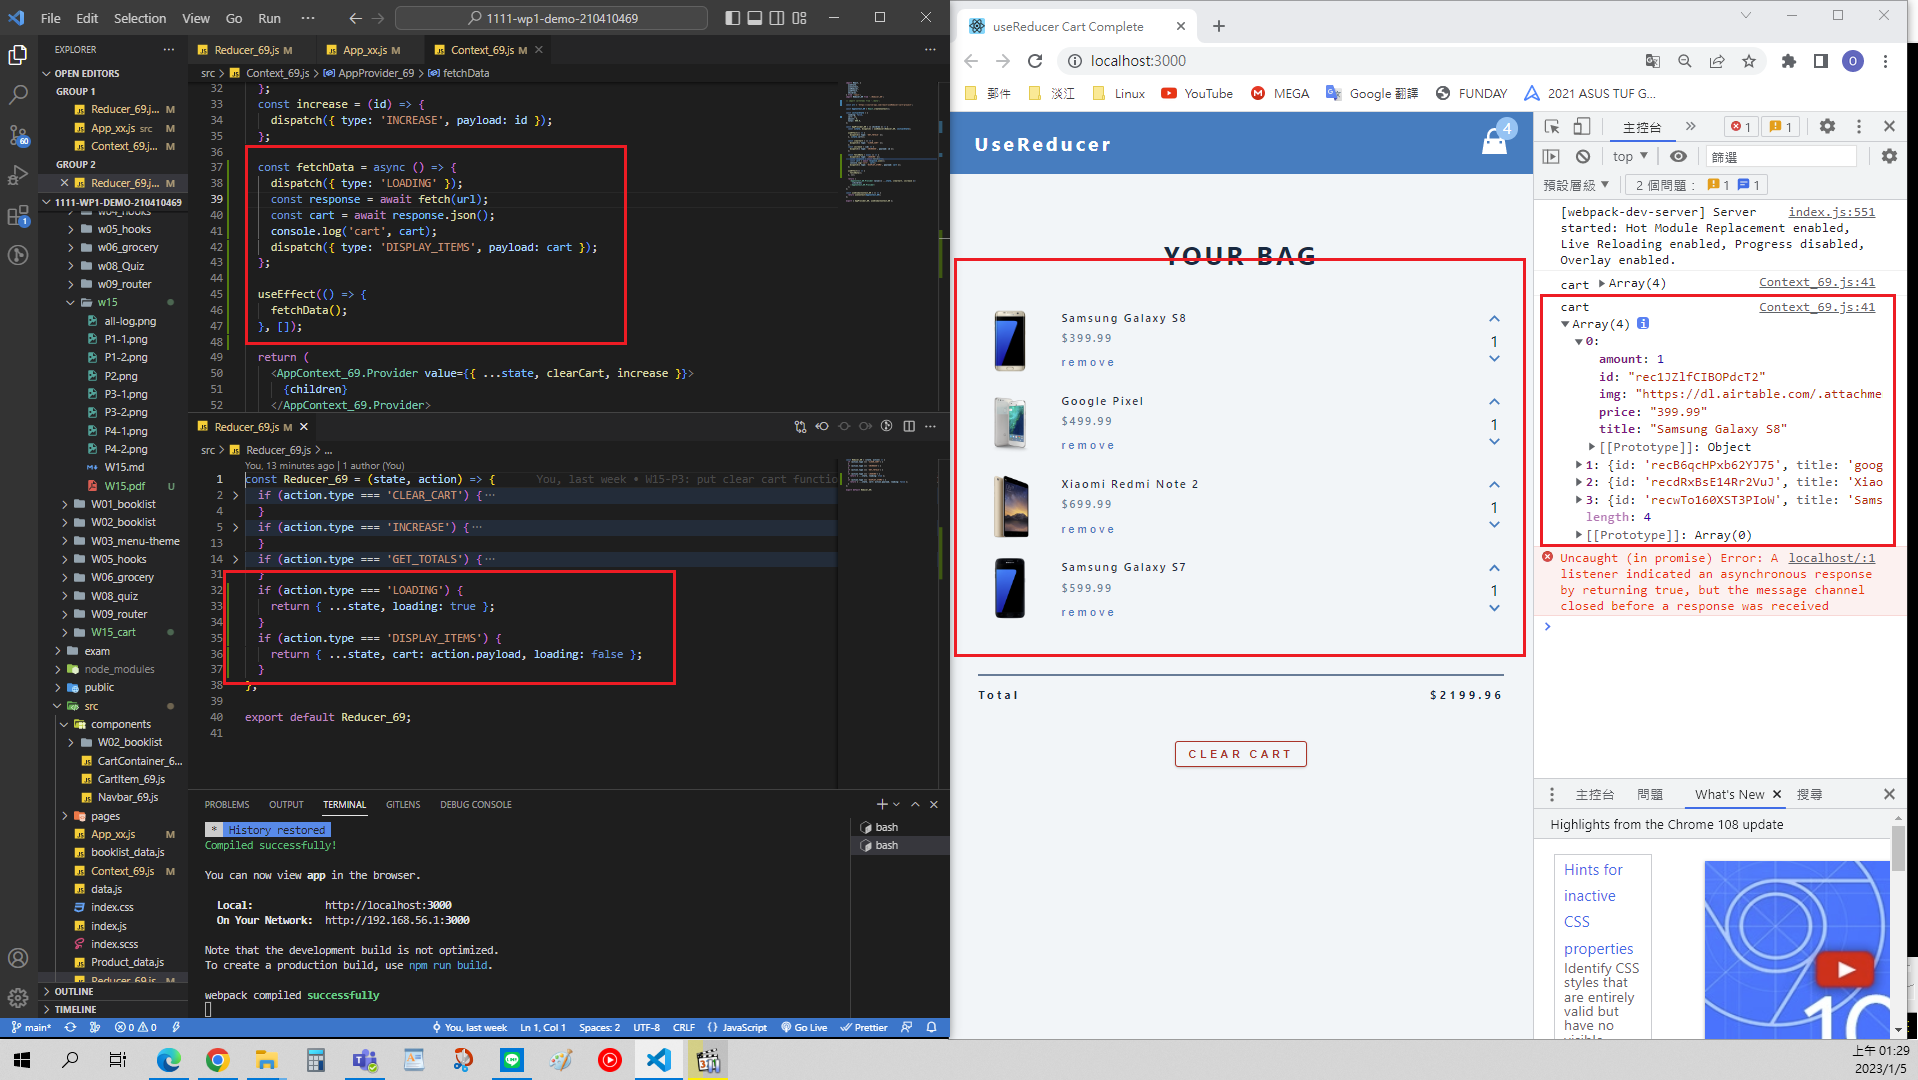 File Edit Selection View Go Run ···
1111-wp1-demo-210410469
EXPLORER ···
OPEN EDITORS
GROUP 1
Reducer_69.j... M
App_xx.js src M
Context_69.j... M
GROUP 2
Reducer_69.j... M
1111-WP1-DEMO-210410469
w04_hooks
w05_hooks
w06_grocery
w08_Quiz
w09_router
w15
all-log.png
P1-1.png
P1-2.png
P2.png
P3-1.png
P3-2.png
P4-1.png
P4-2.png
W15.md
W15.pdf U
W01_booklist
W02_booklist
W03_menu-theme
W05_hooks
W06_grocery
W08_quiz
W09_router
W15_cart
exam
node_modules
public
src
components
W02_booklist
CartContainer_6...
CartItem_69.js
Navbar_69.js
pages
App_xx.js M
booklist_data.js
Context_69.js M
data.js
index.css
index.js
index.scss
Product_data.js
Reducer_69.js M
OUTLINE
TIMELINE
Reducer_69.js M
App_xx.js M
Context_69.js M
src > Context_69.js > AppProvider_69 > fetchData
32 };
33 const increase = (id) => {
34 dispatch({ type: 'INCREASE', payload: id });
35 };
36
37 const fetchData = async () => {
38 dispatch({ type: 'LOADING' });
39 const response = await fetch(url);
40 const cart = await response.json();
41 console.log('cart', cart);
42 dispatch({ type: 'DISPLAY_ITEMS', payload: cart });
43 };
44
45 useEffect(() => {
46 fetchData();
47 }, []);
48
49 return (
50 <AppContext_69.Provider value={{ ...state, clearCart, increase }}>
51 {children}
52 </AppContext_69.Provider>
Reducer_69.js M
src > Reducer_69.js > ...
You, 13 minutes ago | 1 author (You)
1 const Reducer_69 = (state, action) => { You, last week • W15-P3: put clear cart functio
2 if (action.type === 'CLEAR_CART') {···
4 }
5 if (action.type === 'INCREASE') {···
13 }
14 if (action.type === 'GET_TOTALS') {···
31 }
32 if (action.type === 'LOADING') {
33 return { ...state, loading: true };
34 }
35 if (action.type === 'DISPLAY_ITEMS') {
36 return { ...state, cart: action.payload, loading: false };
37 }
38 };
39
40 export default Reducer_69;
41
PROBLEMS OUTPUT TERMINAL GITLENS DEBUG CONSOLE
* History restored
Compiled successfully!
You can now view app in the browser.
Local: http://localhost:3000
On Your Network: http://192.168.56.1:3000
Note that the development build is not optimized.
To create a production build, use npm run build.
webpack compiled successfully
bash
bash
main* 0 0 You, last week Ln 1, Col 1 Spaces: 2 UTF-8 CRLF {} JavaScript Go Live Prettier
useReducer Cart Complete
localhost:3000
郵件 淡江 Linux YouTube MEGA Google 翻譯 FUNDAY 2021 ASUS TUF G...
UseReducer
4
YOUR BAG
Samsung Galaxy S8
$399.99
remove
1
Google Pixel
$499.99
remove
1
Xiaomi Redmi Note 2
$699.99
remove
1
Samsung Galaxy S7
$599.99
remove
1
Total $2199.96
CLEAR CART
主控台 » 1 1
top 篩選
預設層級 2 個問題： 1 1
[webpack-dev-server] Server index.js:551
started: Hot Module Replacement enabled,
Live Reloading enabled, Progress disabled,
Overlay enabled.
cart Array(4) Context_69.js:41
cart Context_69.js:41
Array(4)
0:
amount: 1
id: "rec1JZlfCIBOPdcT2"
img: "https://dl.airtable.com/.attachme
price: "399.99"
title: "Samsung Galaxy S8"
[[Prototype]]: Object
1: {id: 'recB6qcHPxb62YJ75', title: 'goog
2: {id: 'recdRxBsE14Rr2VuJ', title: 'Xiao
3: {id: 'recwTo160XST3PIoW', title: 'Sams
length: 4
[[Prototype]]: Array(0)
Uncaught (in promise) Error: A localhost/:1
listener indicated an asynchronous response
by returning true, but the message channel
closed before a response was received
主控台 問題 What's New 搜尋
Highlights from the Chrome 108 update
Hints for
inactive
CSS
properties
Identify CSS
styles that
are entirely
valid but
have no
上午 01:29
2023/1/5